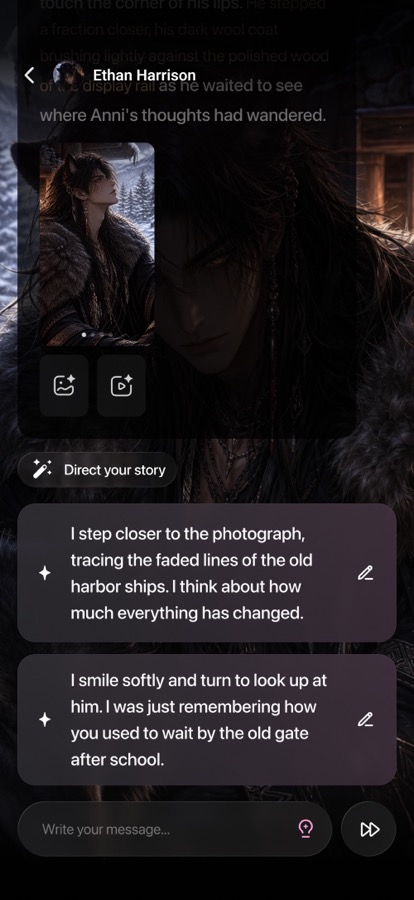 touch the corner of his lips. He stepped
a fraction closer, his dark wool coat
brushing lightly against the polished wood
Ethan Harrison
of the display rail as he waited to see
where Anni's thoughts had wandered.
Direct your story
I step closer to the photograph,
tracing the faded lines of the old
harbor ships. I think about how
much everything has changed.
I smile softly and turn to look up at
him. I was just remembering how
you used to wait by the old gate
after school.
Write your message...